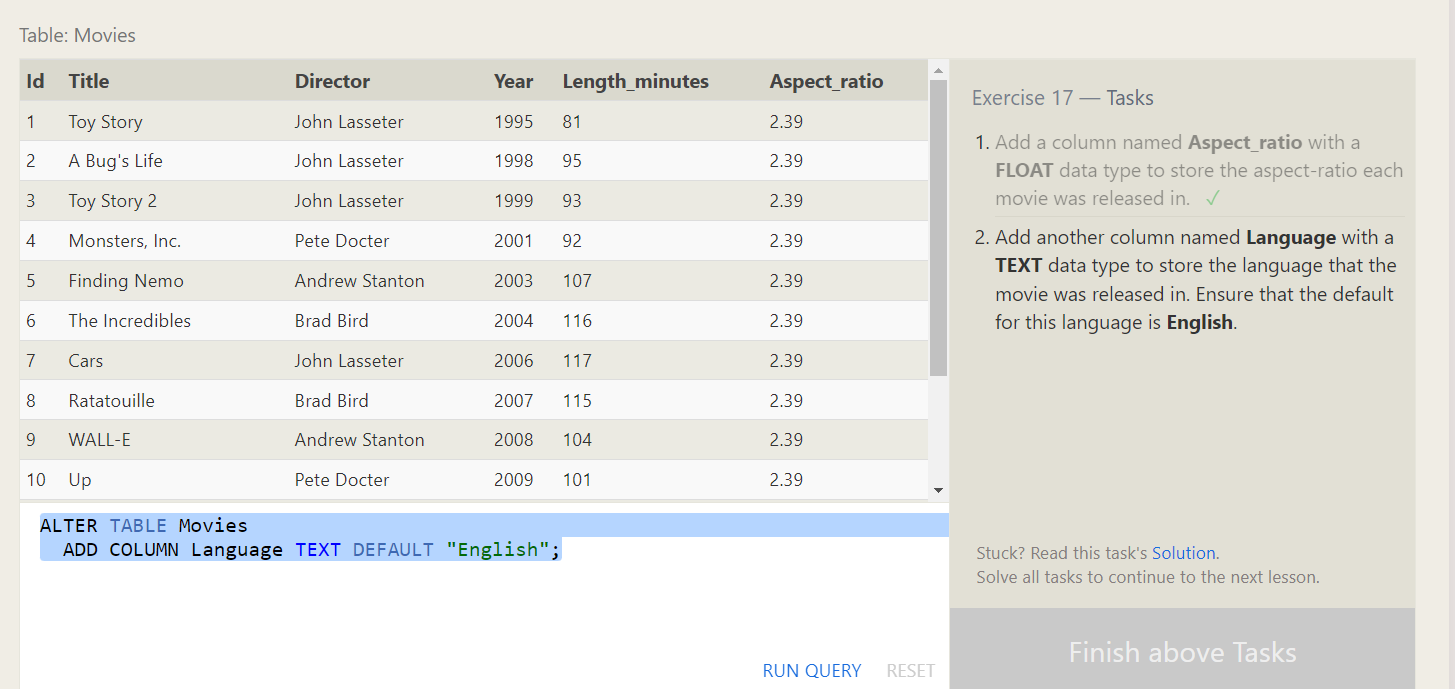 Table: Movies
Id Title Director Year Length_minutes Aspect_ratio
1 Toy Story John Lasseter 1995 81 2.39
2 A Bug's Life John Lasseter 1998 95 2.39
3 Toy Story 2 John Lasseter 1999 93 2.39
4 Monsters, Inc. Pete Docter 2001 92 2.39
5 Finding Nemo Andrew Stanton 2003 107 2.39
6 The Incredibles Brad Bird 2004 116 2.39
7 Cars John Lasseter 2006 117 2.39
8 Ratatouille Brad Bird 2007 115 2.39
9 WALL-E Andrew Stanton 2008 104 2.39
10 Up Pete Docter 2009 101 2.39
ALTER TABLE Movies
ADD COLUMN Language TEXT DEFAULT "English";
RUN QUERY RESET
Exercise 17 — Tasks
1. Add a column named Aspect_ratio with a
FLOAT data type to store the aspect-ratio each
movie was released in. ✓
2. Add another column named Language with a
TEXT data type to store the language that the
movie was released in. Ensure that the default
for this language is English.
Stuck? Read this task's Solution.
Solve all tasks to continue to the next lesson.
Finish above Tasks